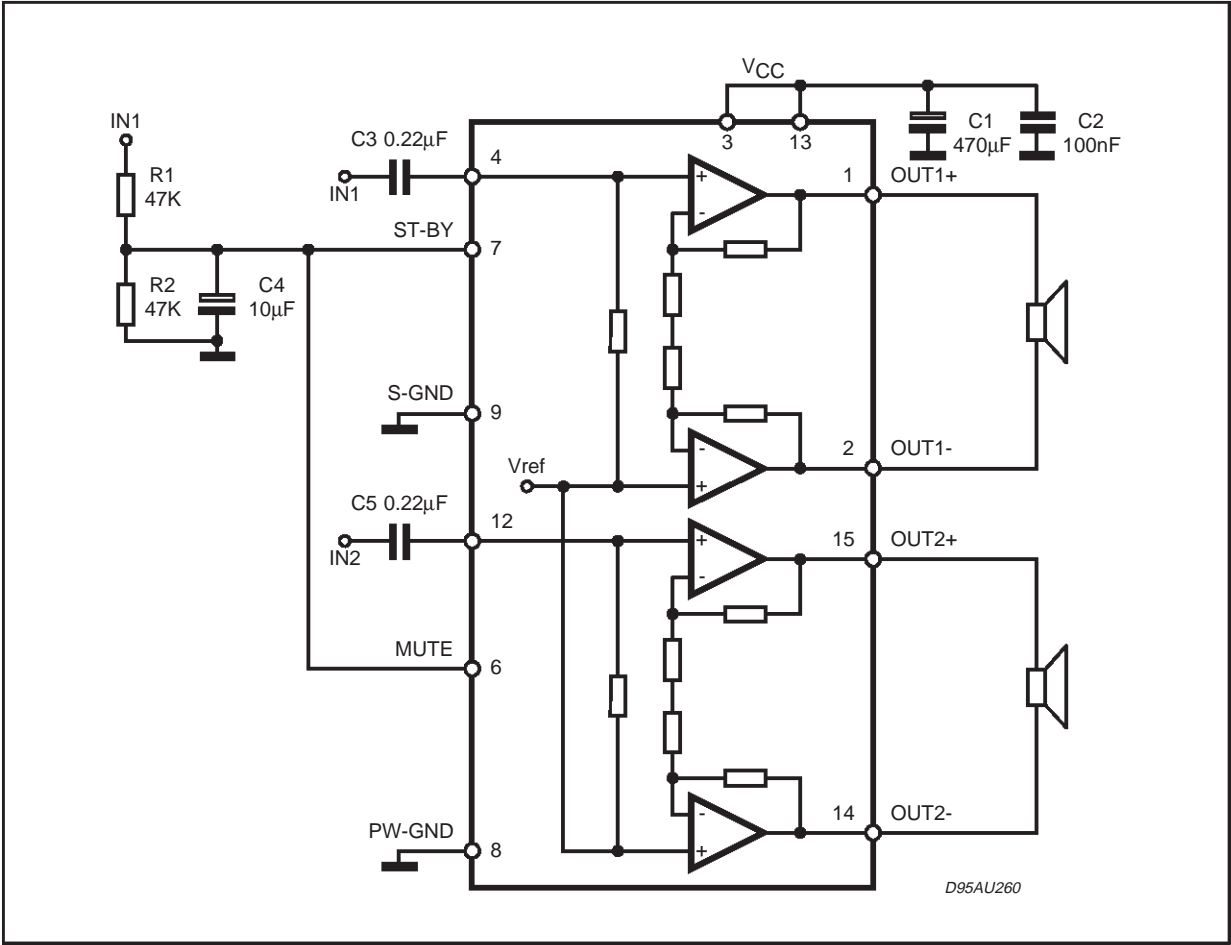 VCC
IN1
R1
47K
R2
47K
C4
10μF
C3 0.22μF
IN1
4
ST-BY
7
3
13
C1
470μF
C2
100nF
+
-
1
OUT1+
S-GND
9
Vref
-
+
2
OUT1-
C5 0.22μF
IN2
12
+
-
15
OUT2+
MUTE
6
PW-GND
8
-
+
14
OUT2-
D95AU260